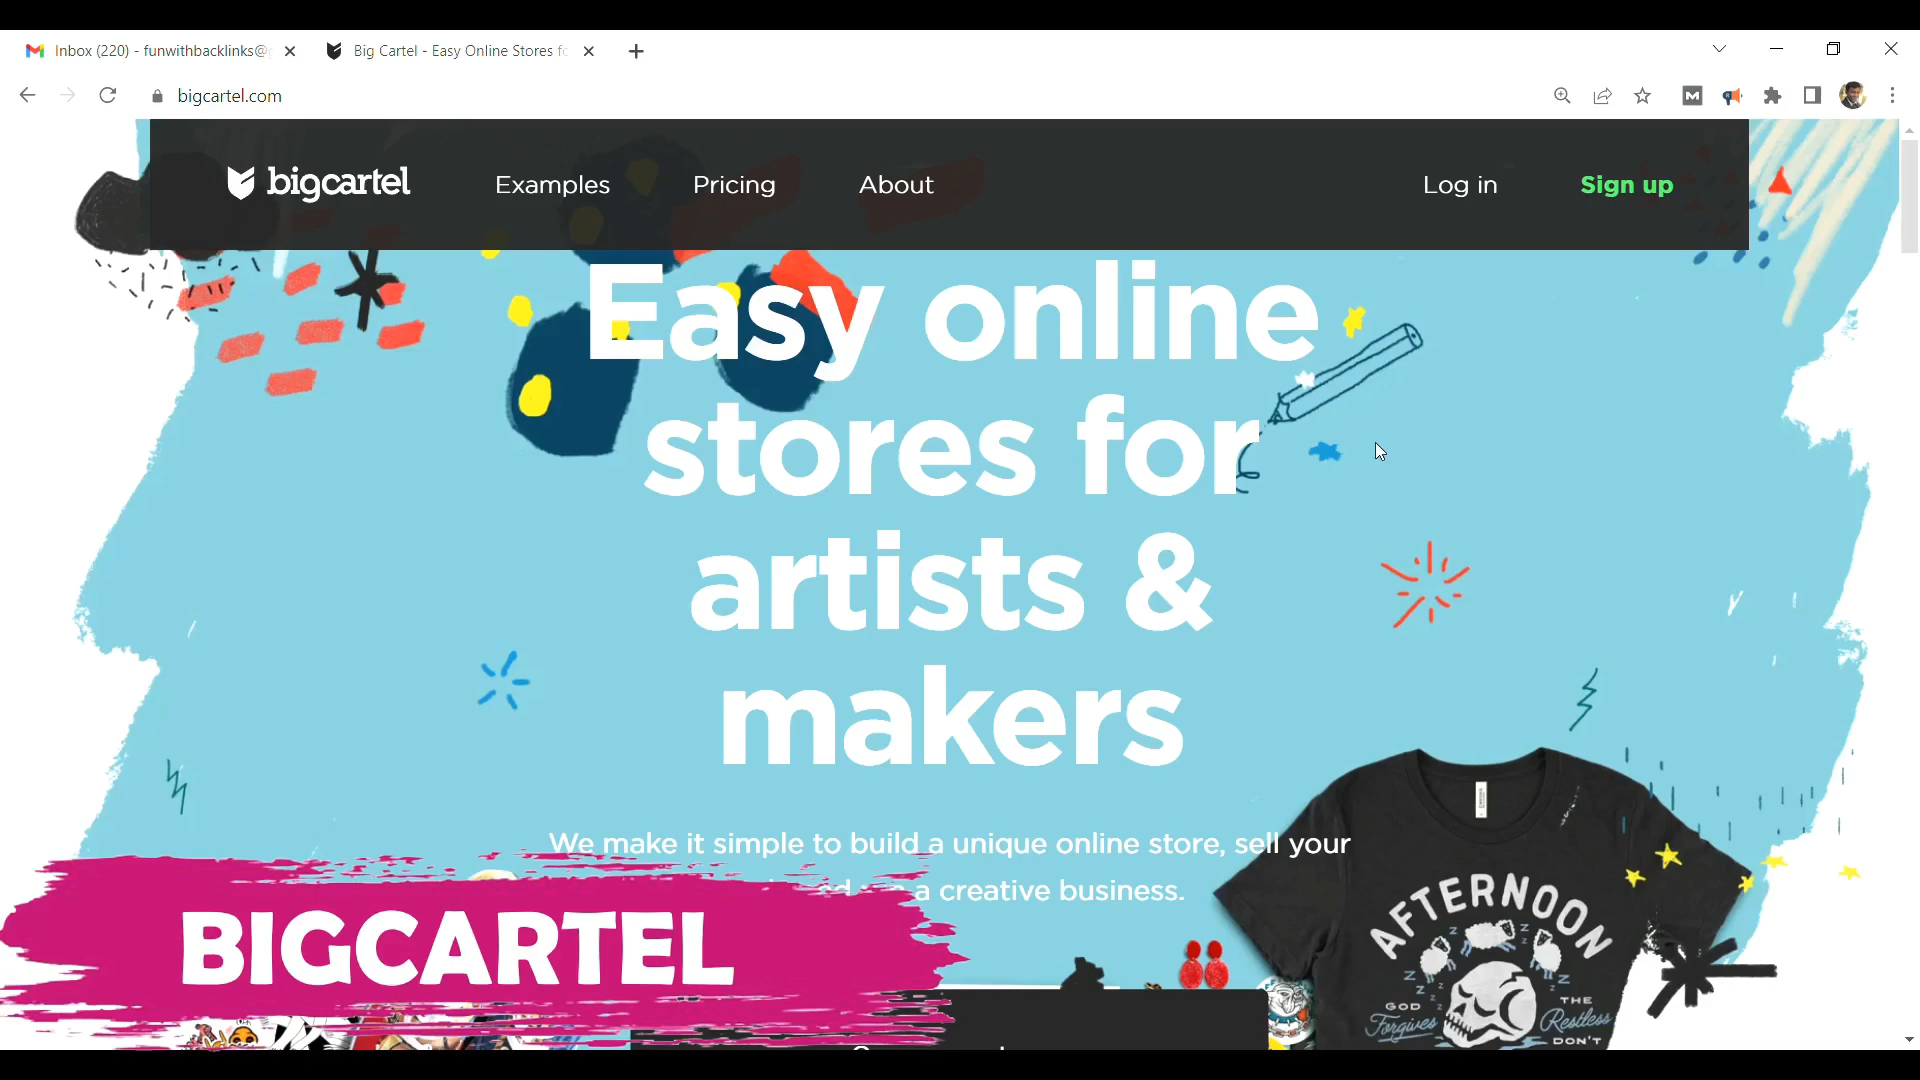 Inbox (220) - funwithbacklinks@
Big Cartel - Easy Online Stores fo
bigcartel.com
bigcartel
Examples
Pricing
About
Log in
Sign up
Easy online
stores for
artists &
makers
We make it simple to build a unique online store, sell your
a creative business.
BIGCARTEL
AFTERNOON
GOD
THE
Forgives
Restless
DON'T